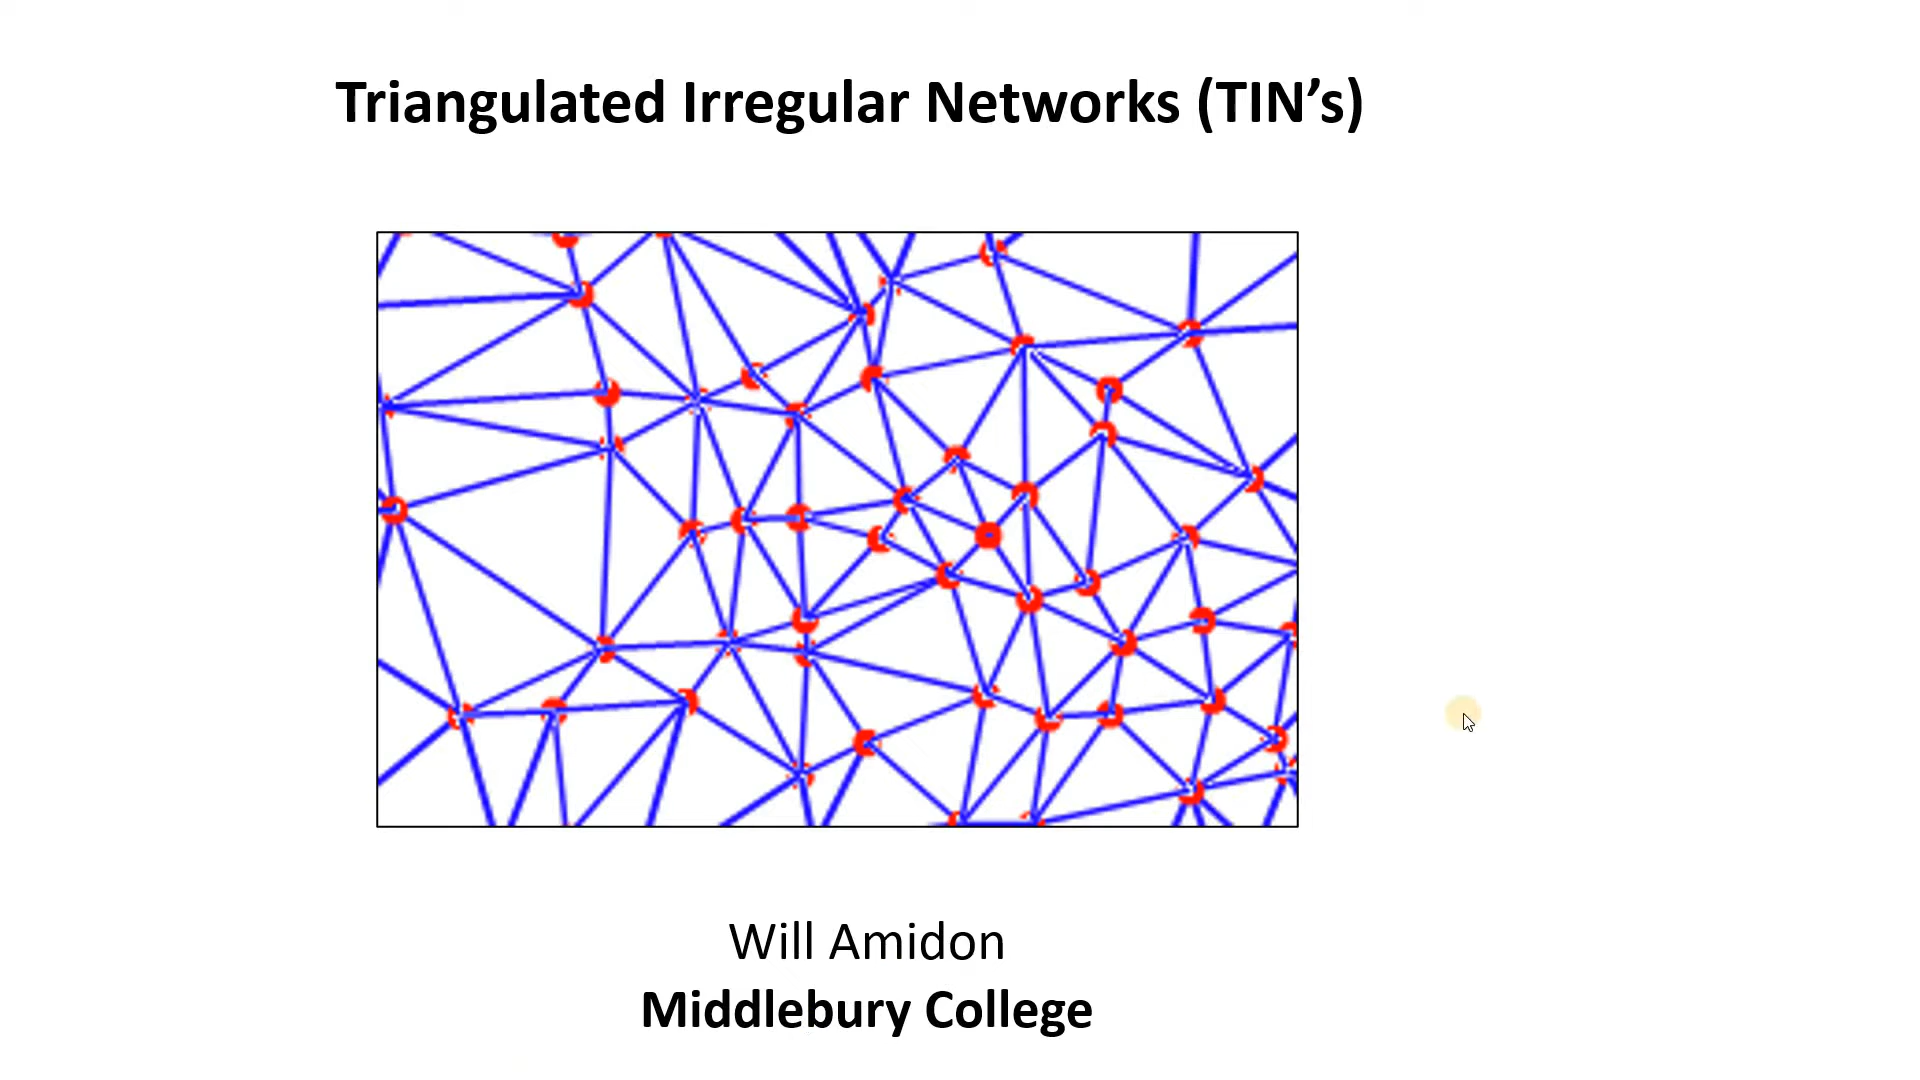 Triangulated Irregular Networks (TIN’s)
Will Amidon
Middlebury College